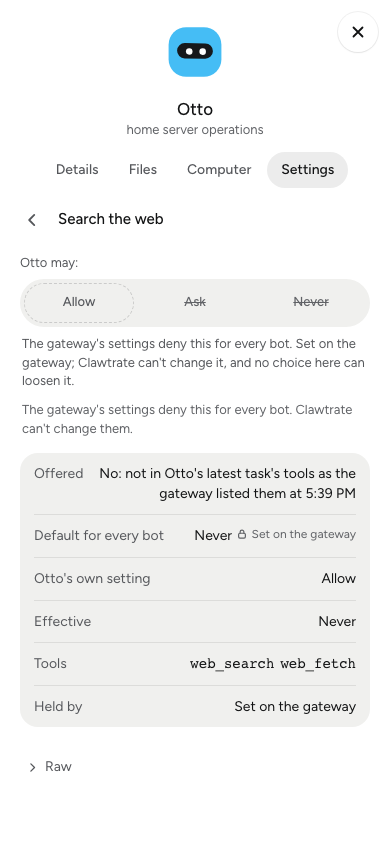 Otto
home server operations
Details Files Computer Settings
Search the web
Otto may:
Allow Ask Never
The gateway's settings deny this for every bot. Set on the
gateway; Clawtrate can't change it, and no choice here can
loosen it.
The gateway's settings deny this for every bot. Clawtrate
can't change them.
Offered No: not in Otto's latest task's tools as the
gateway listed them at 5:39 PM
Default for every bot Never Set on the gateway
Otto's own setting Allow
Effective Never
Tools web_search web_fetch
Held by Set on the gateway
Raw